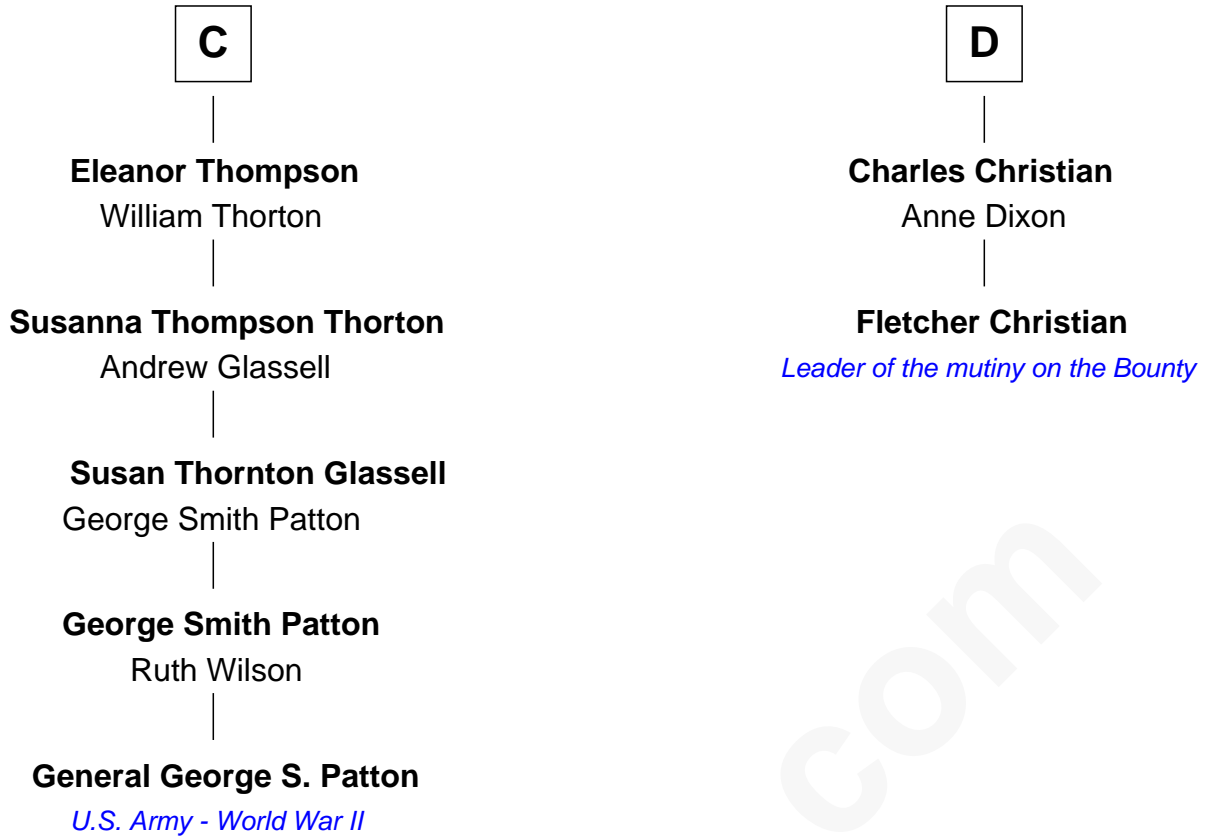 C
Eleanor Thompson
William Thorton
Susanna Thompson Thorton
Andrew Glassell
Susan Thornton Glassell
George Smith Patton
George Smith Patton
Ruth Wilson
General George S. Patton
U.S. Army - World War II
D
Charles Christian
Anne Dixon
Fletcher Christian
Leader of the mutiny on the Bounty
com